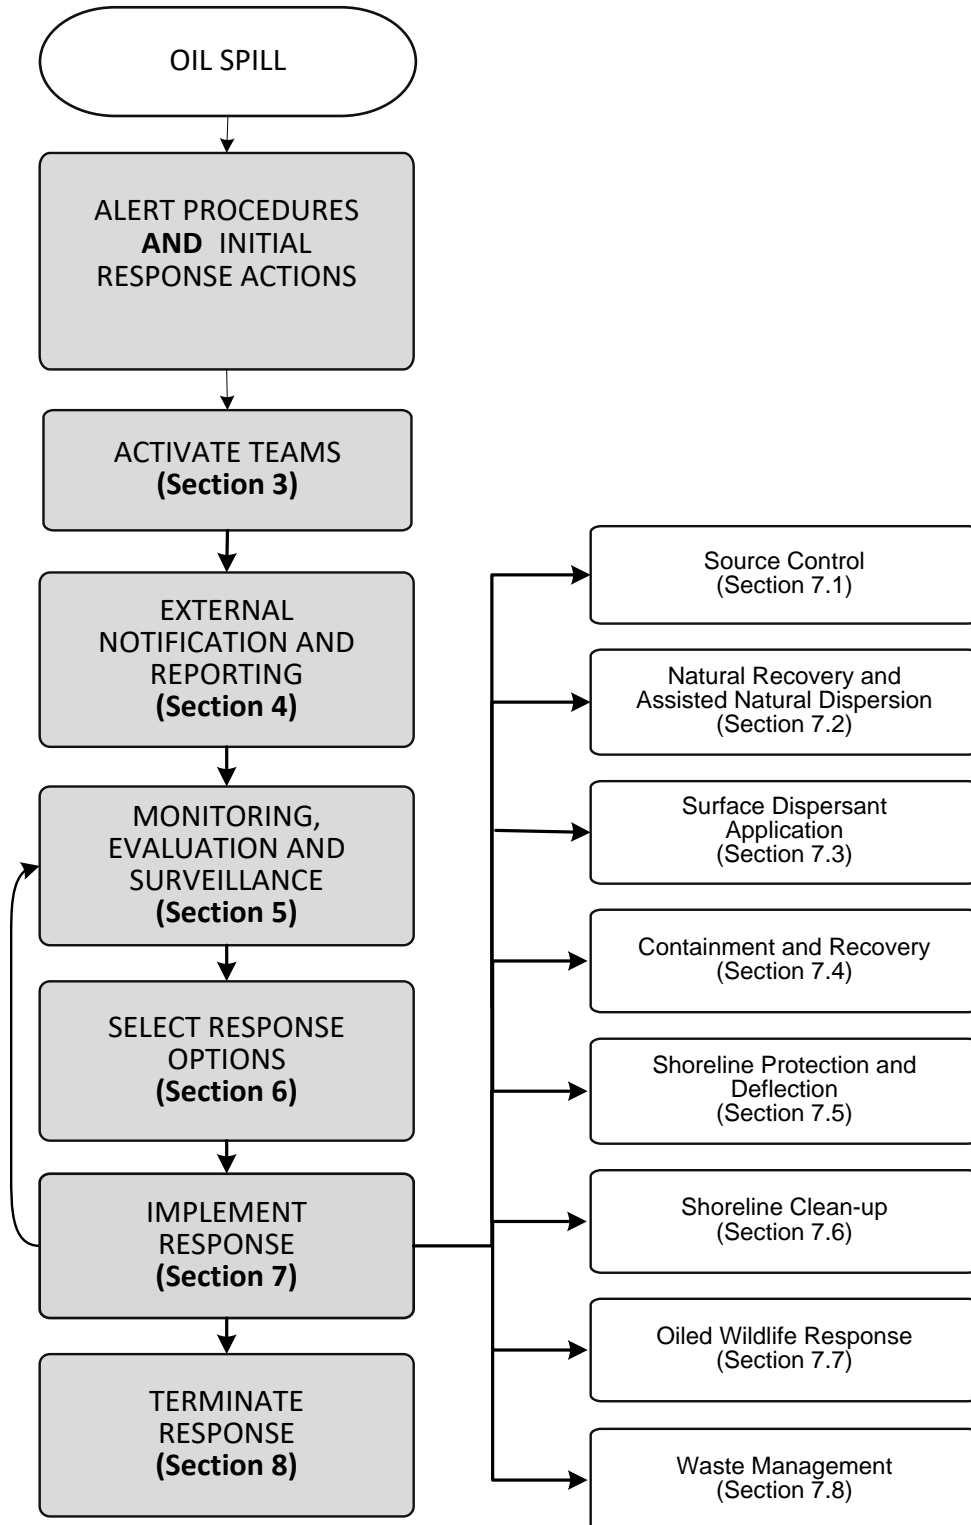 OIL SPILL
ALERT PROCEDURES
AND INITIAL
RESPONSE ACTIONS
ACTIVATE TEAMS
(Section 3)
EXTERNAL
NOTIFICATION AND
REPORTING
(Section 4)
MONITORING,
EVALUATION AND
SURVEILLANCE
(Section 5)
SELECT RESPONSE
OPTIONS
(Section 6)
IMPLEMENT
RESPONSE
(Section 7)
TERMINATE
RESPONSE
(Section 8)
Source Control
(Section 7.1)
Natural Recovery and
Assisted Natural Dispersion
(Section 7.2)
Surface Dispersant
Application
(Section 7.3)
Containment and Recovery
(Section 7.4)
Shoreline Protection and
Deflection
(Section 7.5)
Shoreline Clean-up
(Section 7.6)
Oiled Wildlife Response
(Section 7.7)
Waste Management
(Section 7.8)